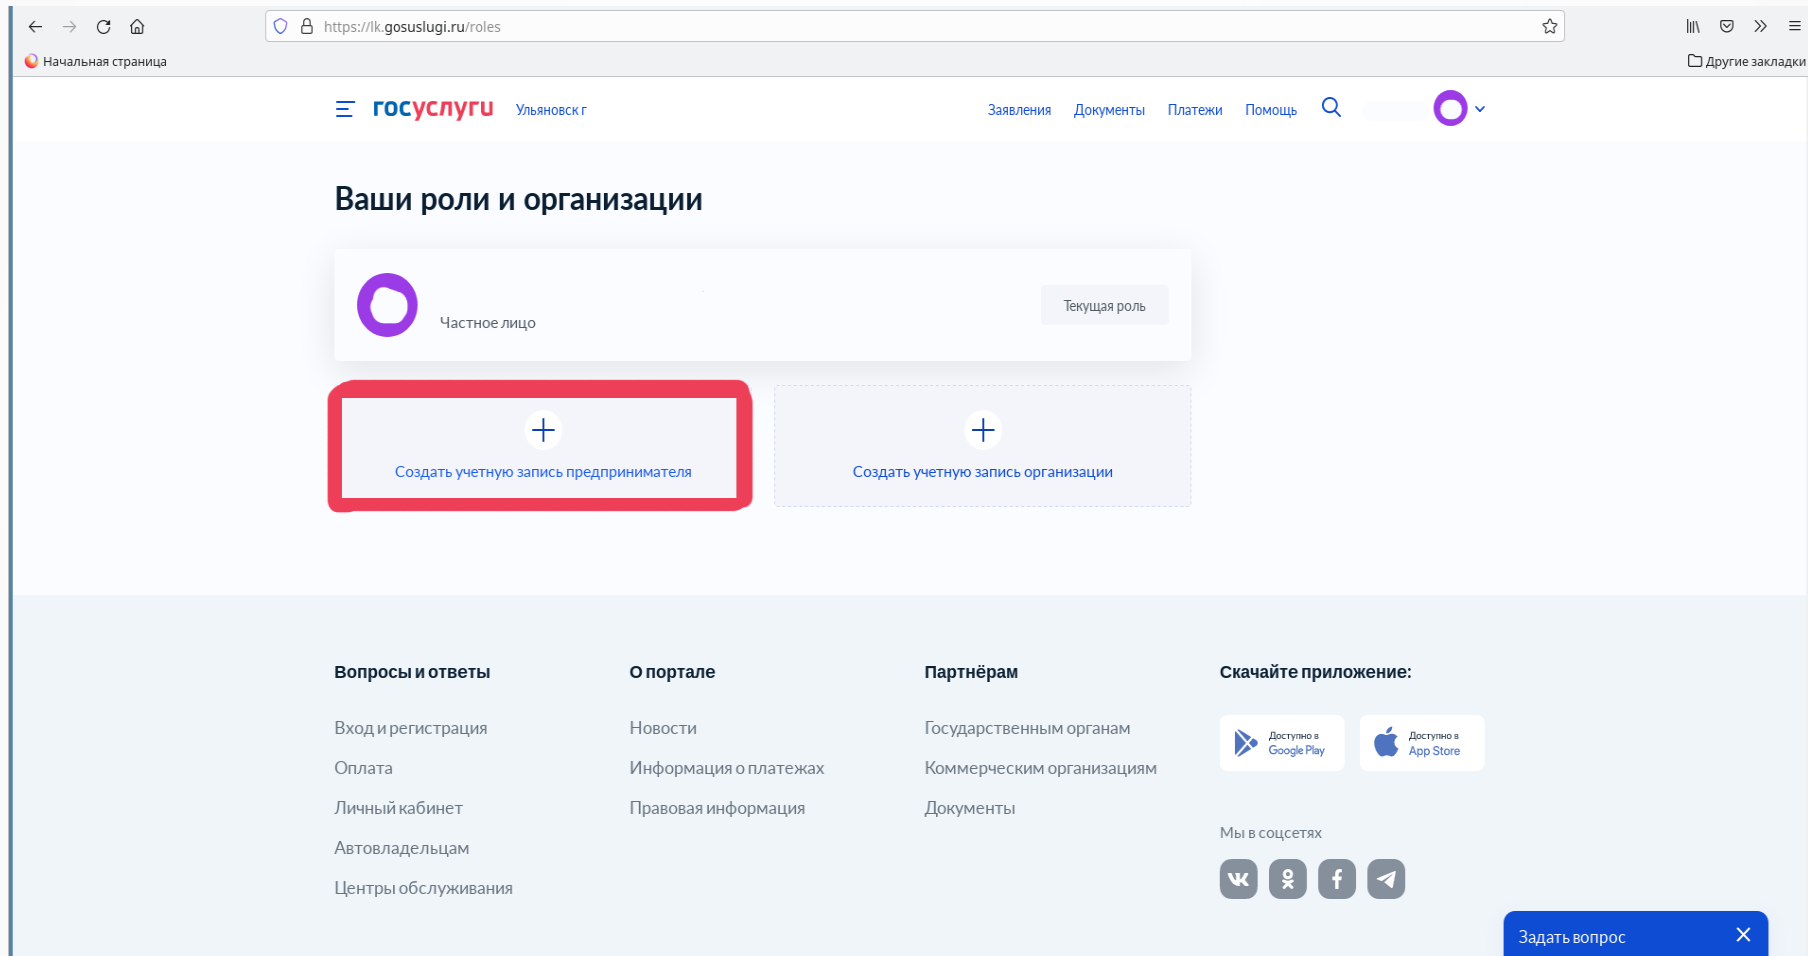 https://lk.gosuslugi.ru/roles
Начальная страница
Другие закладки
госуслуги
Ульяновск г
Заявления
Документы
Платежи
Помощь
Ваши роли и организации
Частное лицо
Текущая роль
Создать учетную запись предпринимателя
Создать учетную запись организации
Вопросы и ответы
Вход и регистрация
Оплата
Личный кабинет
Автовладельцам
Центры обслуживания
О портале
Новости
Информация о платежах
Правовая информация
Партнёрам
Государственным органам
Коммерческим организациям
Документы
Скачайте приложение:
Доступно в
Google Play
Доступно в
App Store
Мы в соцсетях
Задать вопрос